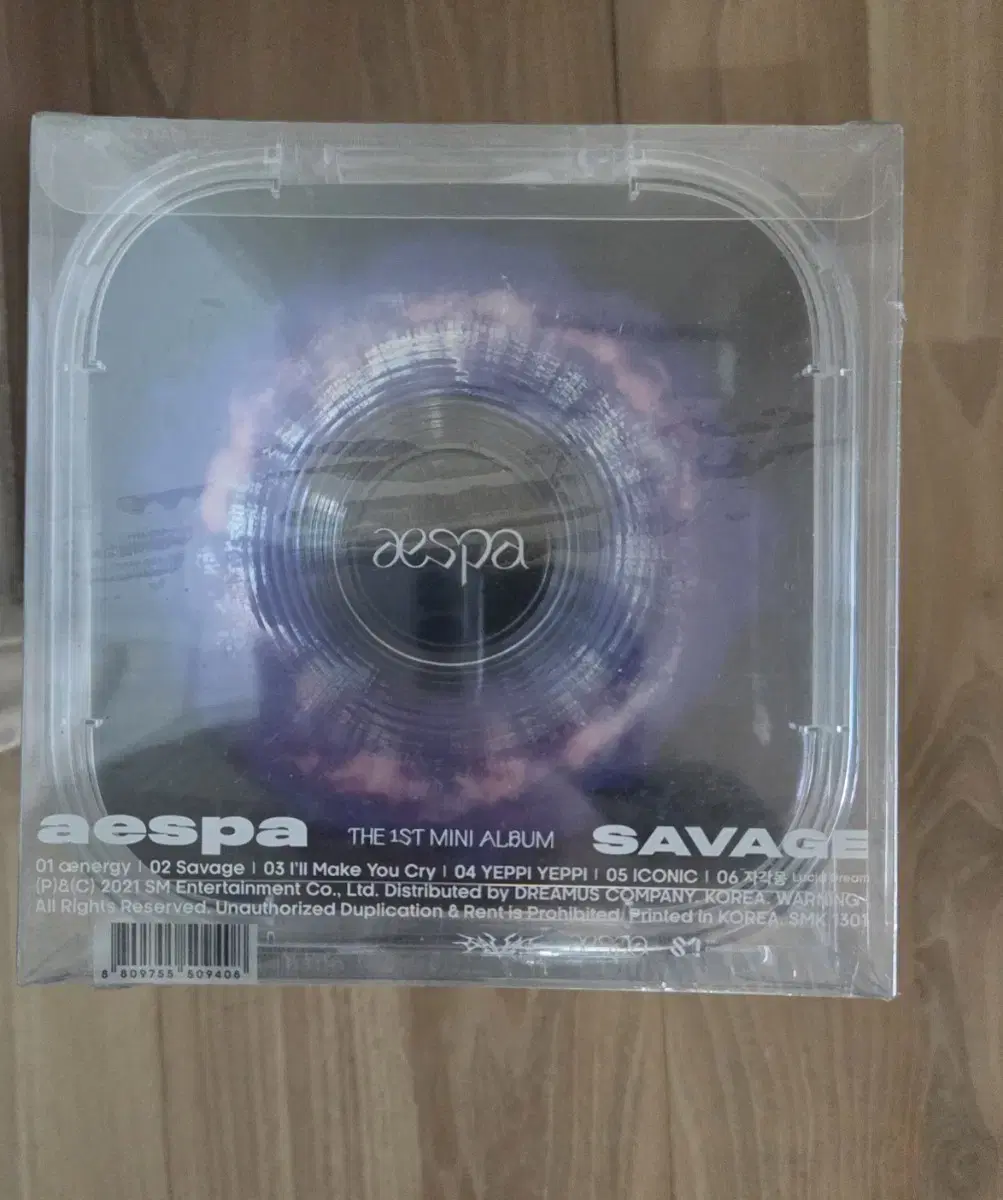 aespa
aespa THE 1ST MINI ALBUM SAVAGE
01 ænergy | 02 Savage | 03 I'll Make You Cry | 04 YEPPI YEPPI | 05 ICONIC | 06 자각몽 Lucid Dream
(P)&(C) 2021 SM Entertainment Co., Ltd. Distributed by DREAMUS COMPANY. KOREA. WARNING-
All Rights Reserved. Unauthorized Duplication & Rent is Prohibited. Printed In KOREA. SMK 1301
aespa
8 809755 509406